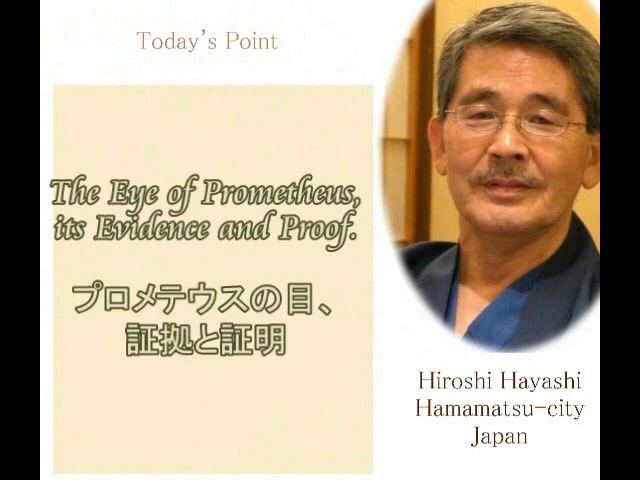 Today's Point
The Eye of Prometheus,
its Evidence and Proof.
プロメテウスの目、
証拠と証明
Hiroshi Hayashi
Hamamatsu-city
Japan